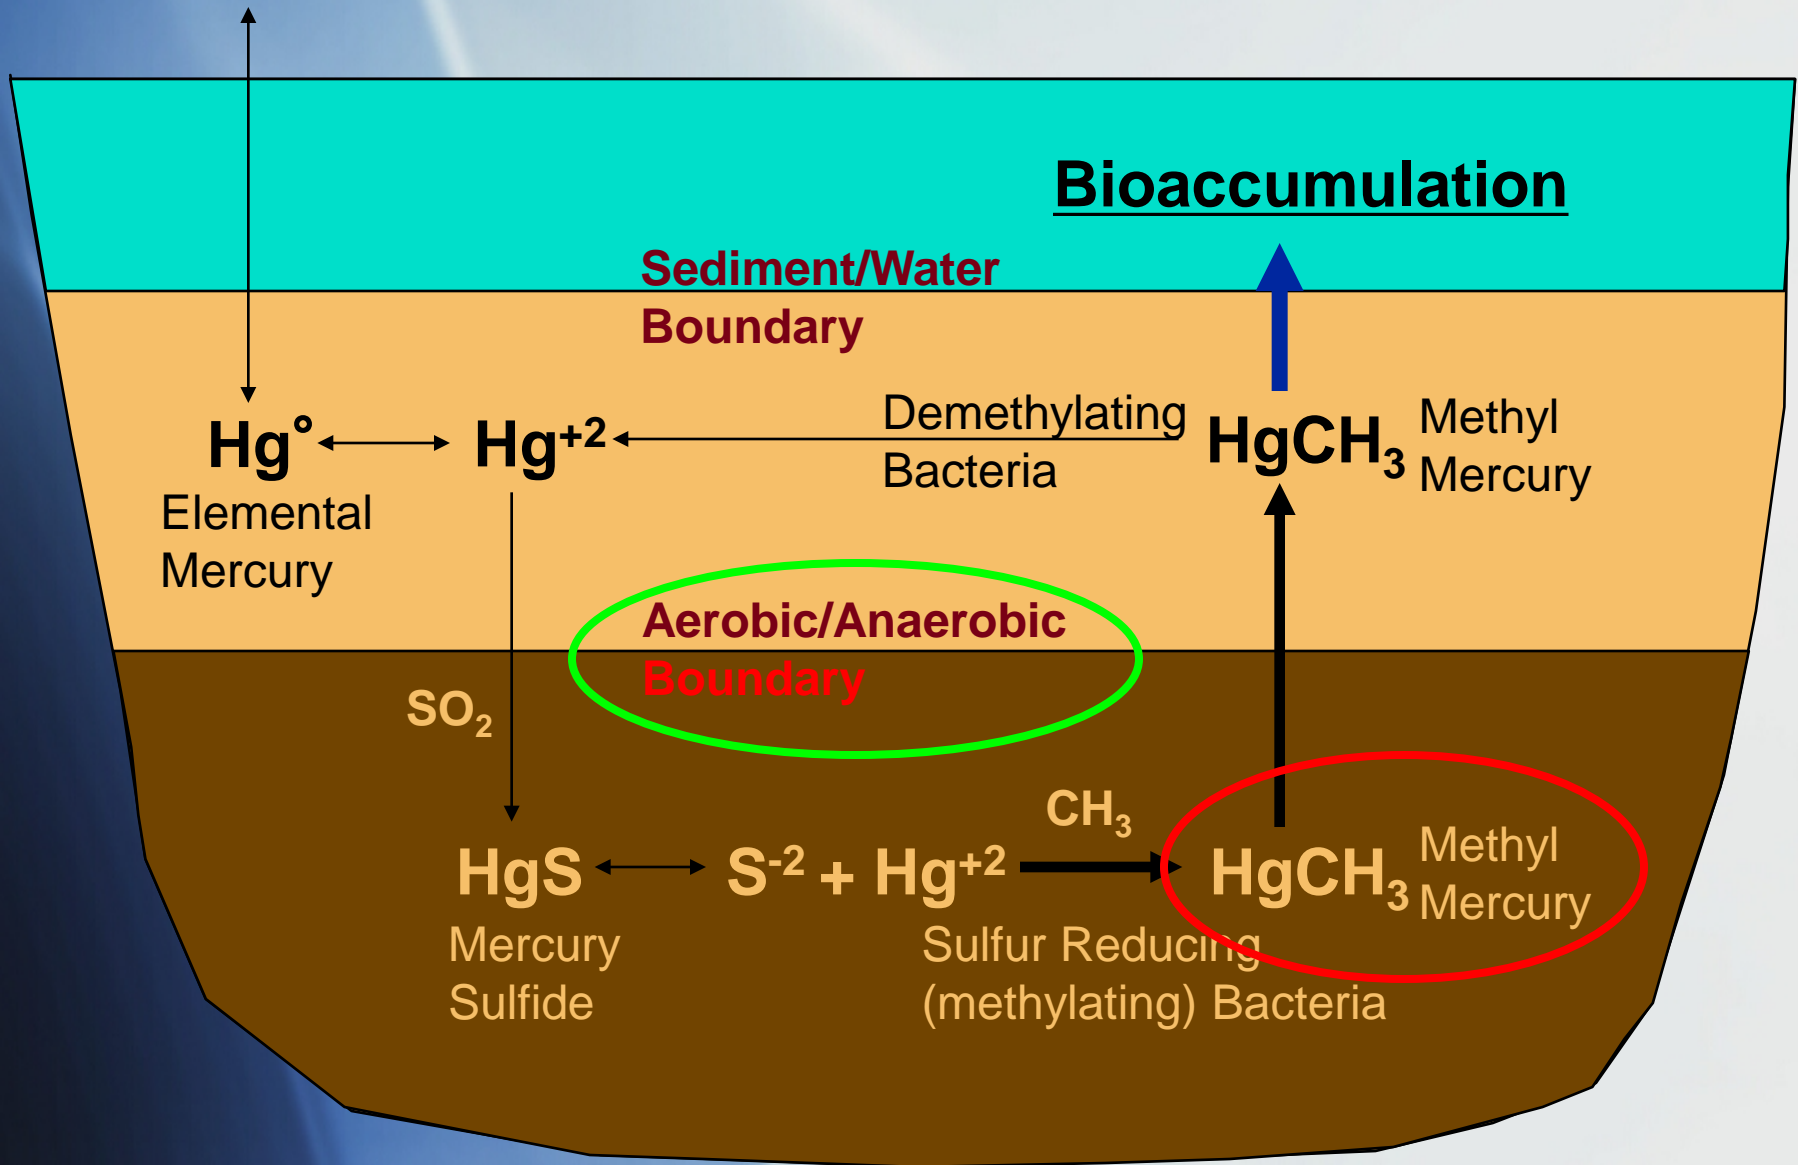 Bioaccumulation
Sediment/Water
Boundary
Hg° Hg⁺² Demethylating HgCH₃ Methyl
Bacteria Mercury
Elemental
Mercury
Aerobic/Anaerobic
Boundary
SO₂
CH₃
HgS S⁻² + Hg⁺² HgCH₃ Methyl
Mercury
Mercury Sulfur Reducing
Sulfide (methylating) Bacteria